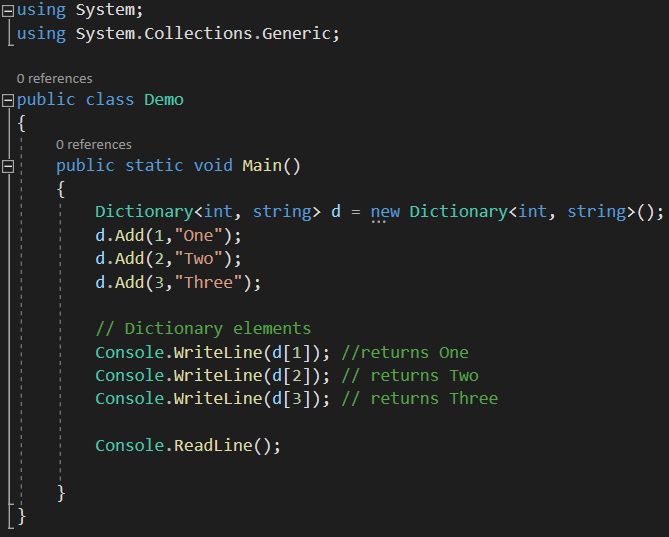 using System;
using System.Collections.Generic;
0 references
public class Demo
{
0 references
public static void Main()
{
Dictionary<int, string> d = new Dictionary<int, string>();
d.Add(1,"One");
d.Add(2,"Two");
d.Add(3,"Three");
// Dictionary elements
Console.WriteLine(d[1]); //returns One
Console.WriteLine(d[2]); // returns Two
Console.WriteLine(d[3]); // returns Three
Console.ReadLine();
}
}